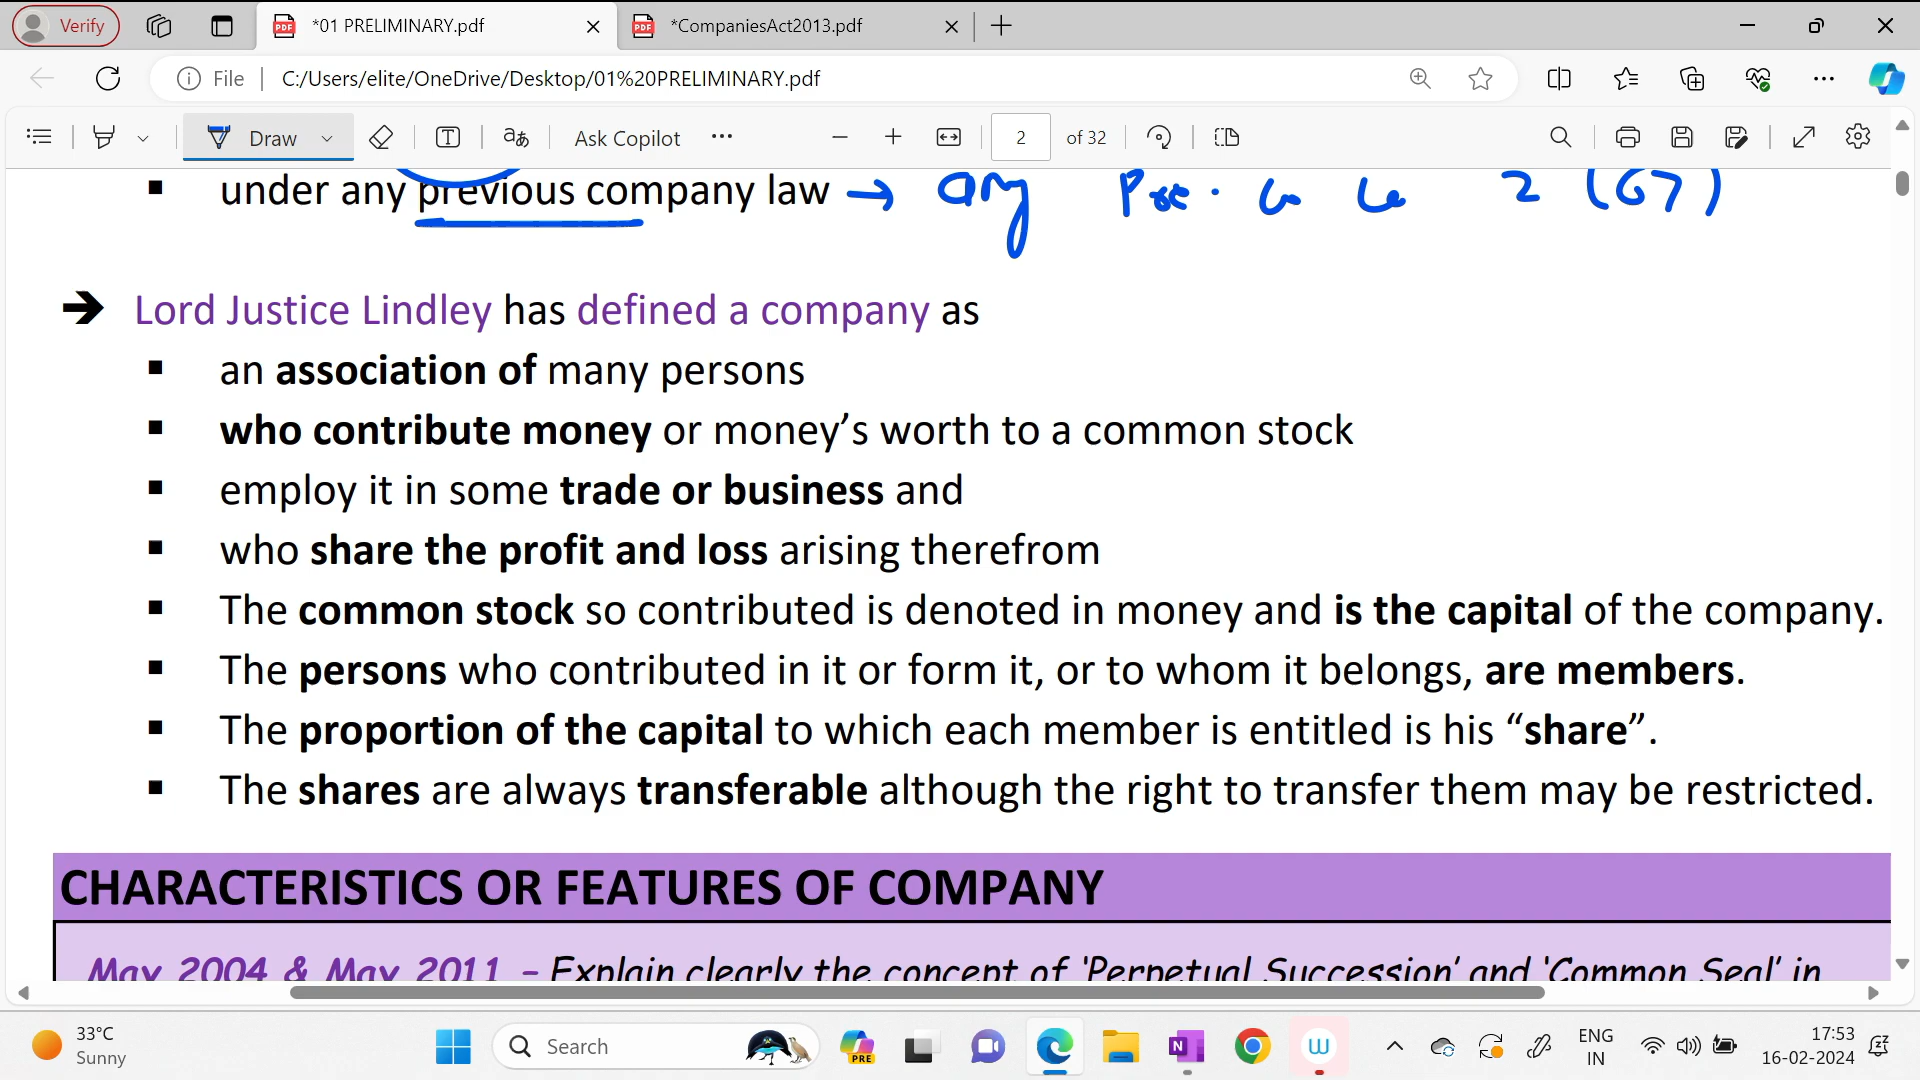 Verify
*01 PRELIMINARY.pdf
*CompaniesAct2013.pdf
File
C:/Users/elite/OneDrive/Desktop/01%20PRELIMINARY.pdf
Draw
Ask Copilot
2 of 32
▪ under any previous company law → any Pre. Co 2 (67)
➔ Lord Justice Lindley has defined a company as
▪ an association of many persons
▪ who contribute money or money’s worth to a common stock
▪ employ it in some trade or business and
▪ who share the profit and loss arising therefrom
▪ The common stock so contributed is denoted in money and is the capital of the company.
▪ The persons who contributed in it or form it, or to whom it belongs, are members.
▪ The proportion of the capital to which each member is entitled is his “share”.
▪ The shares are always transferable although the right to transfer them may be restricted.
CHARACTERISTICS OR FEATURES OF COMPANY
May 2004 & May 2011 – Explain clearly the concept of ‘Perpetual Succession’ and ‘Common Seal’ in
33°C
Sunny
Search
PRE
ENG
IN
17:53
16-02-2024